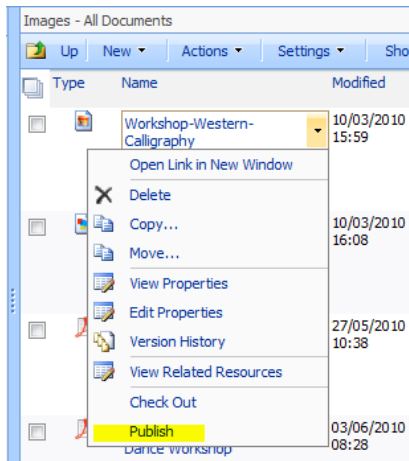 Images - All Documents
Up New Actions Settings Sho
Type Name Modified
Workshop-Western-
Calligraphy
10/03/2010
15:59
Open Link in New Window
Delete
Copy...
10/03/2010
16:08
Move...
View Properties
Edit Properties
27/05/2010
10:38
Version History
View Related Resources
Check Out
Publish
03/06/2010
08:28
Dance Workshop